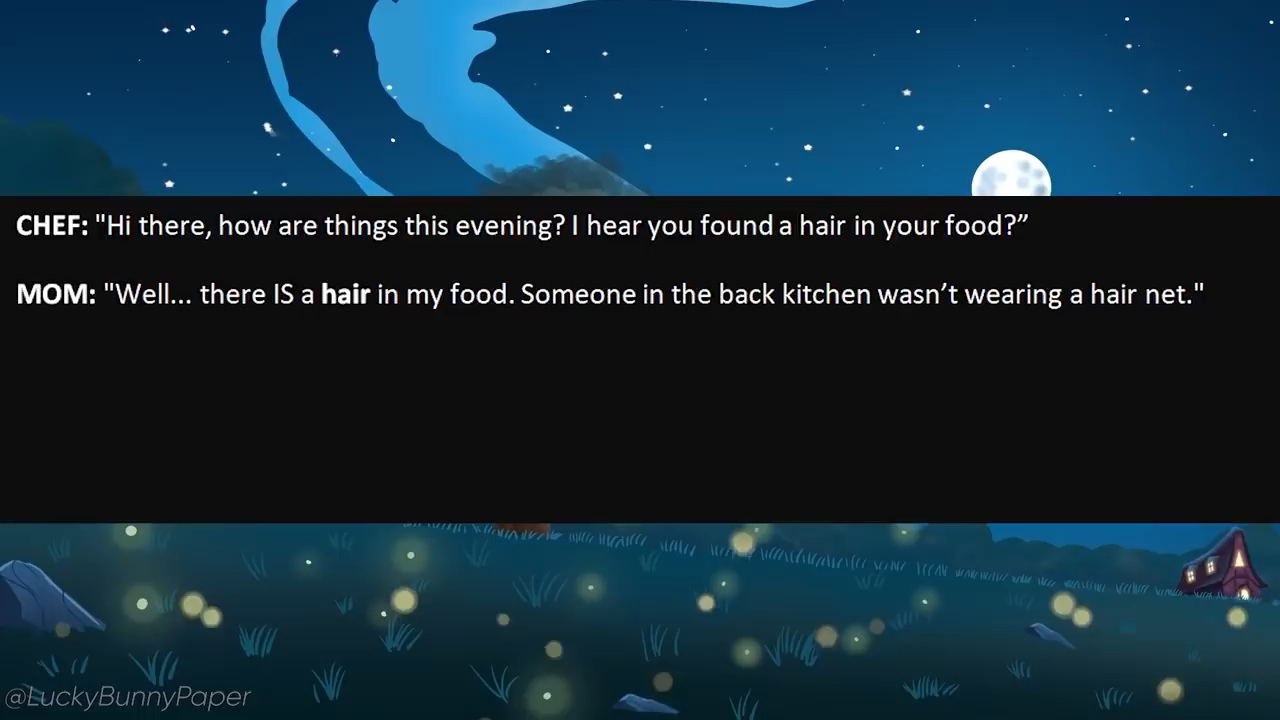 CHEF: "Hi there, how are things this evening? I hear you found a hair in your food?”
MOM: "Well... there IS a hair in my food. Someone in the back kitchen wasn’t wearing a hair net."
@LuckyBunnyPaper